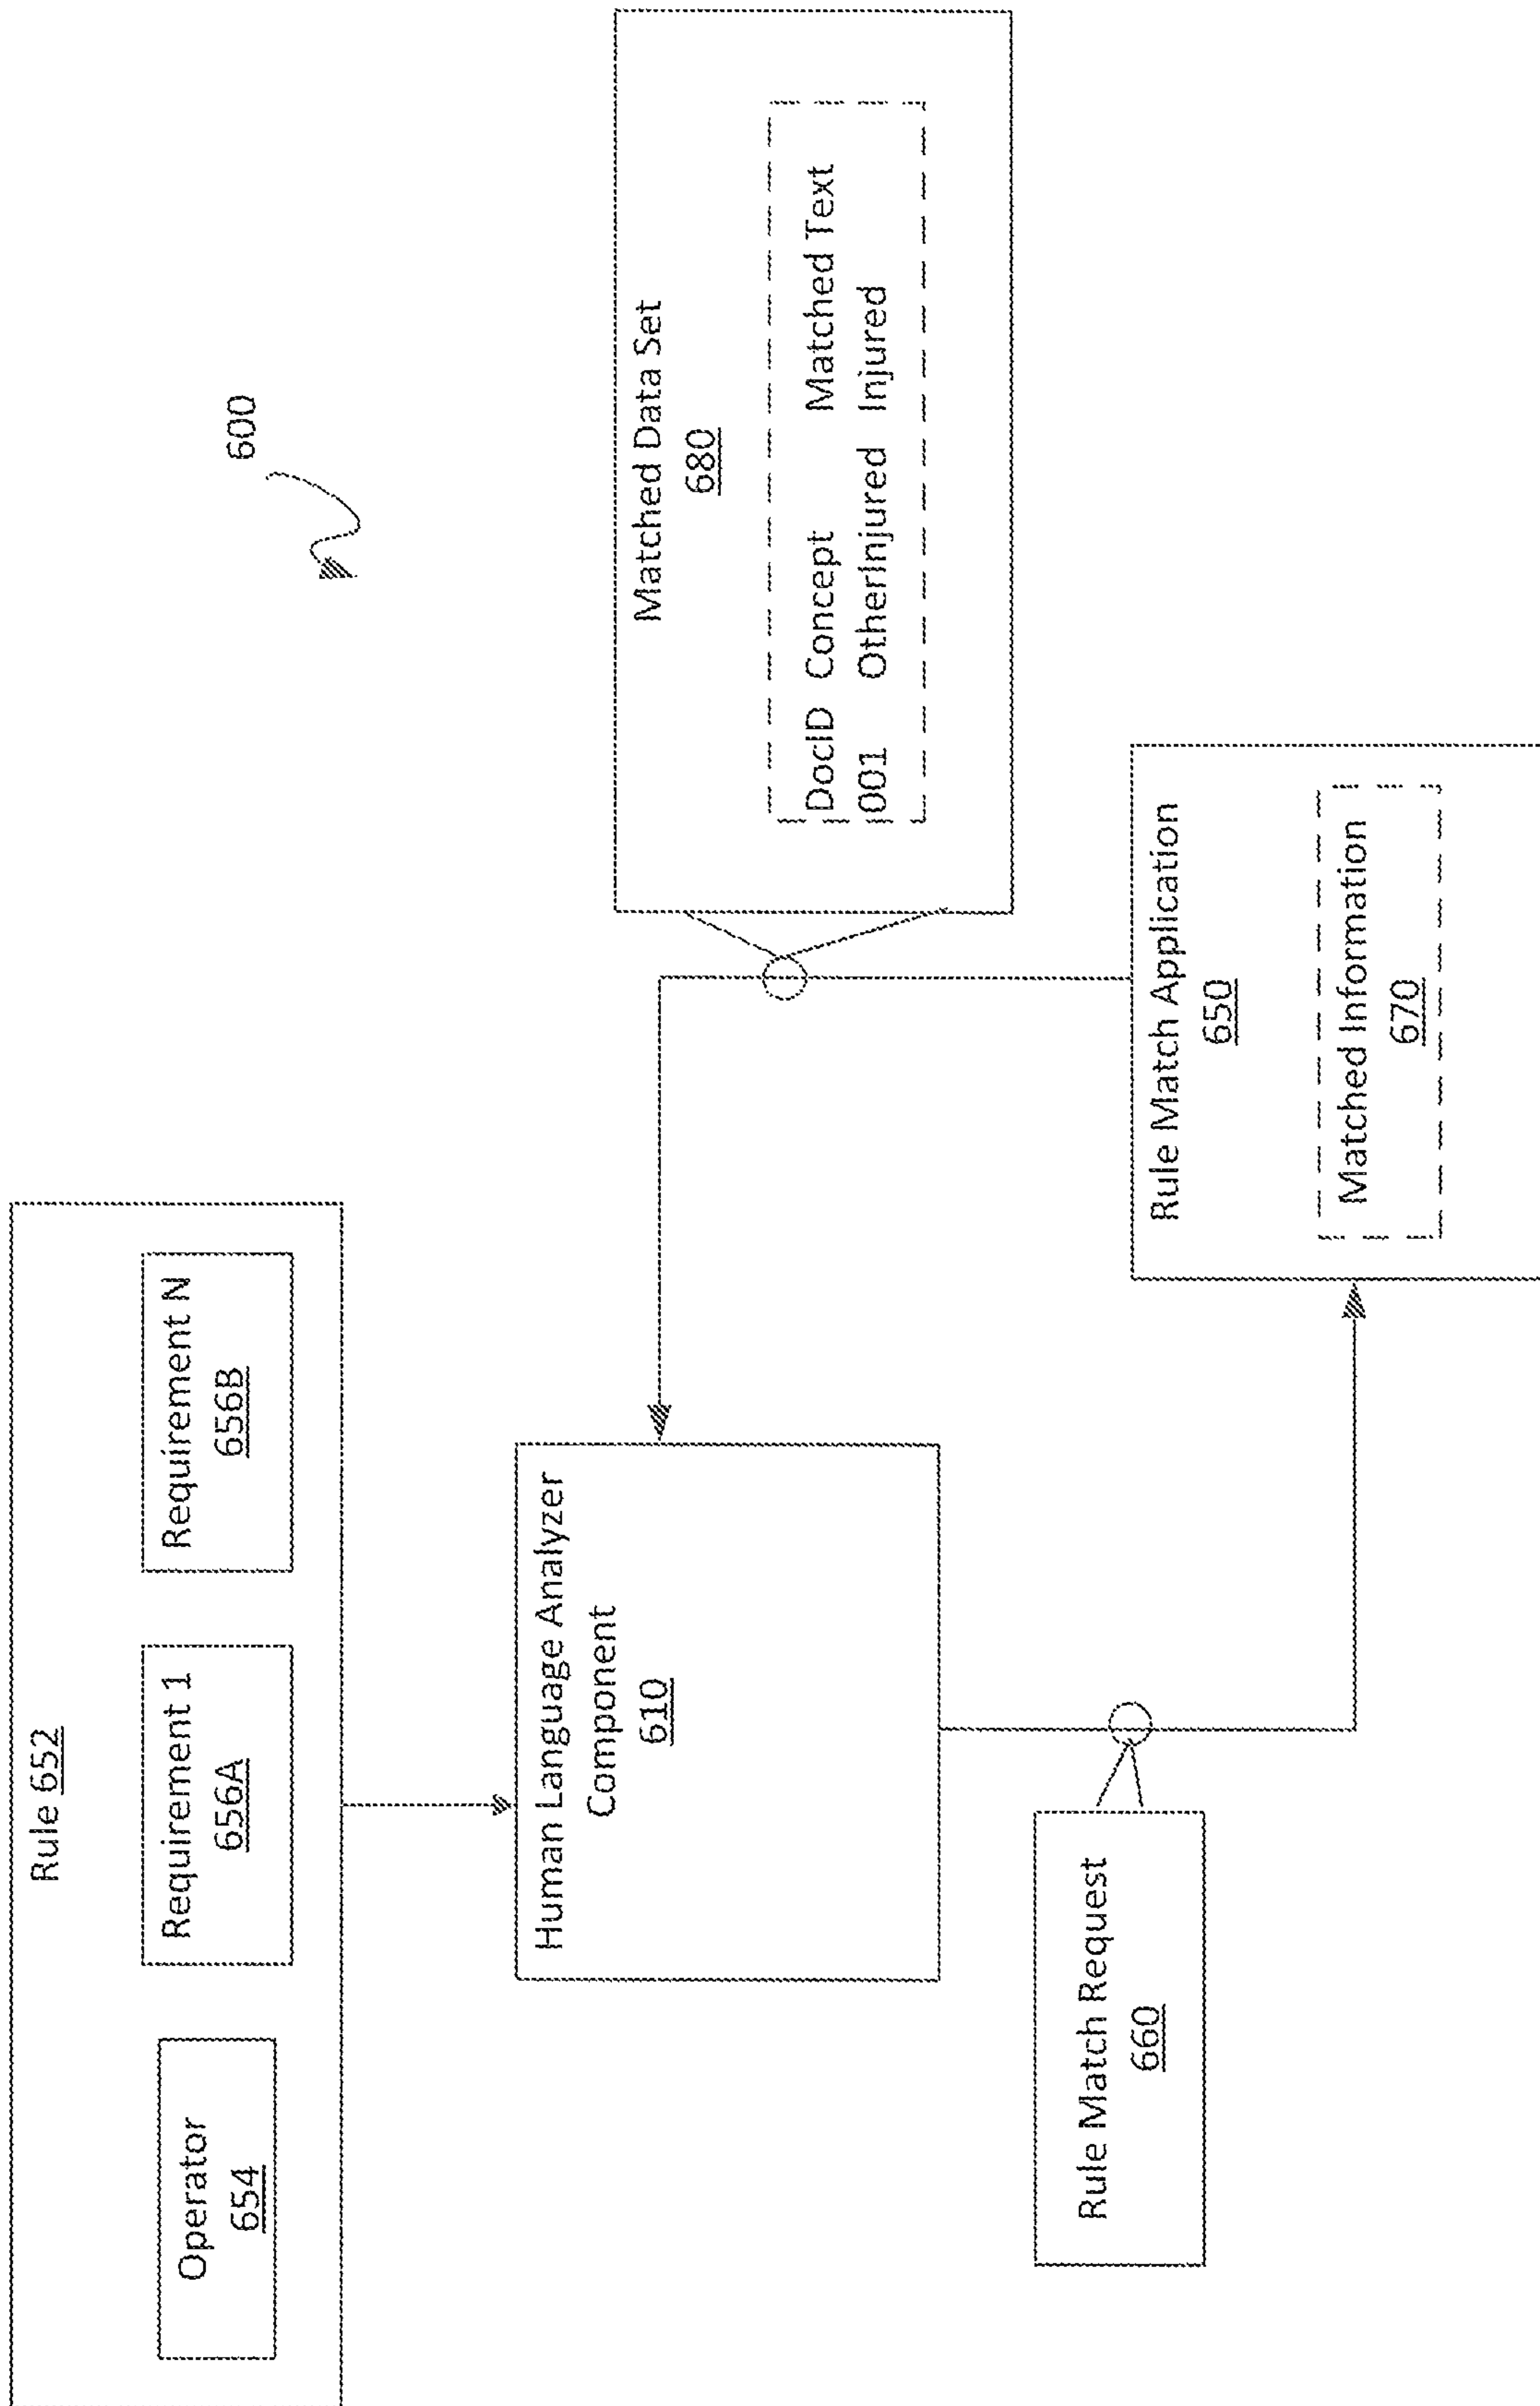 600
Rule 652
Operator
654
Requirement 1
656A
Requirement N
656B
Human Language Analyzer
Component
610
Matched Data Set
680
DocID Concept Matched Text
001 OtherInjured Injured
Rule Match Request
660
Rule Match Application
650
Matched Information
670